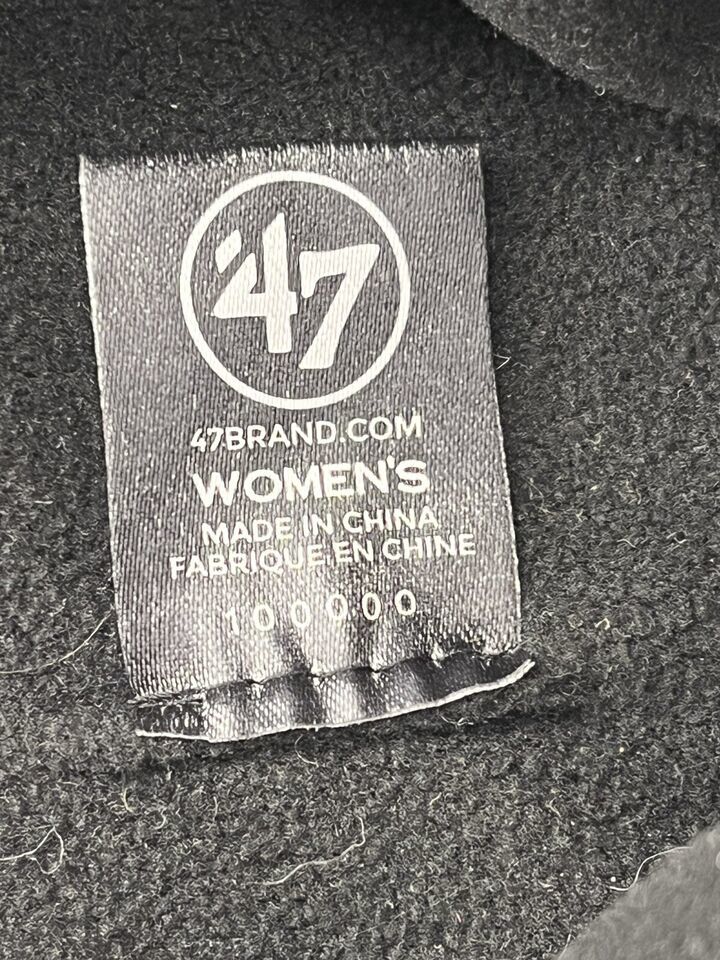 '47
47BRAND.COM
WOMEN'S
MADE IN CHINA
FABRIQUE EN CHINE
100000